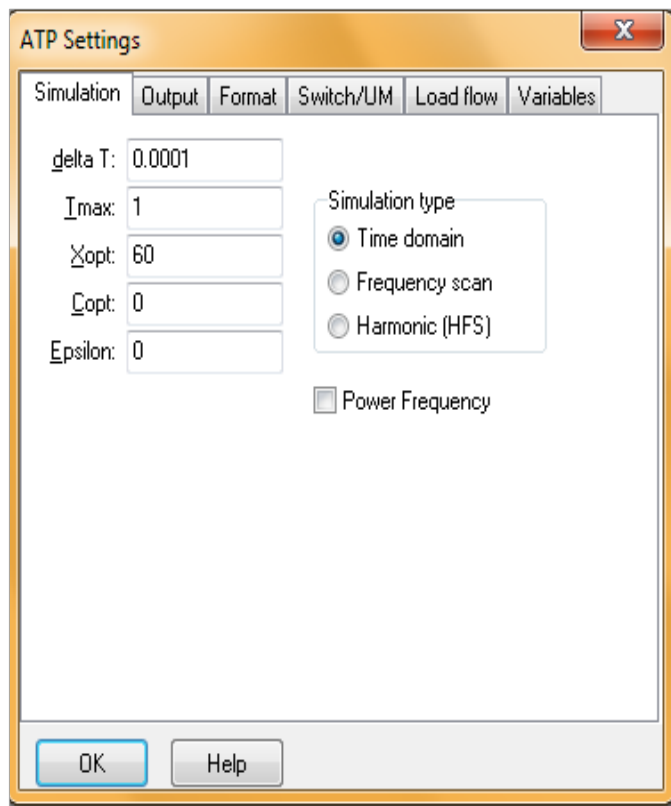 ATP Settings
X
Simulation Output Format Switch/UM Load flow Variables
delta T: 0.0001
Tmax: 1
Xopt: 60
Copt: 0
Epsilon: 0
Simulation type
Time domain
Frequency scan
Harmonic (HFS)
Power Frequency
OK Help